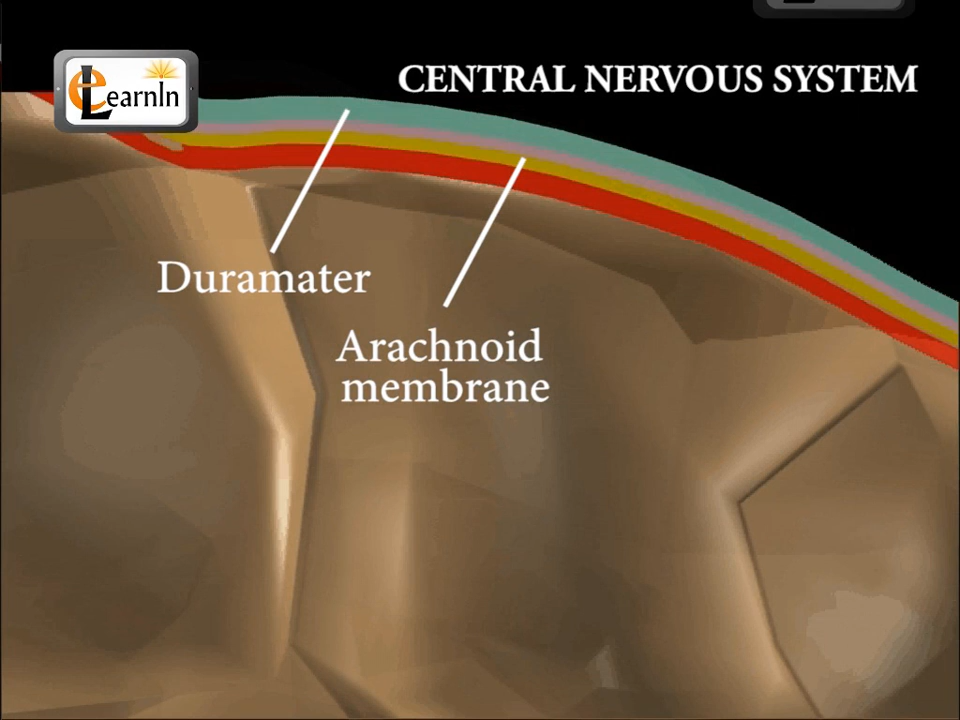 eLearnIn
CENTRAL NERVOUS SYSTEM
Duramater
Arachnoid
membrane